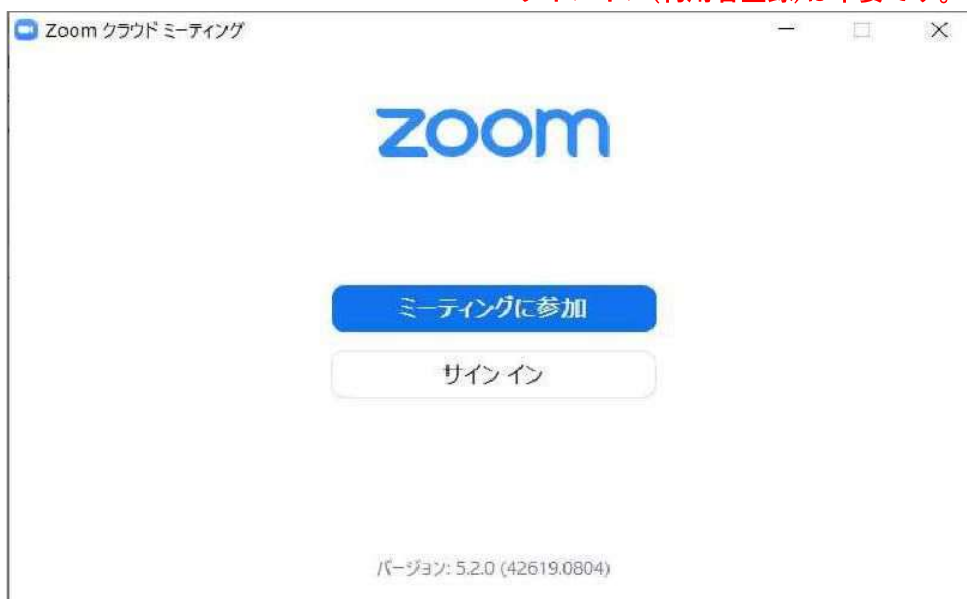 Zoom クラウド ミーティング
zoom
ミーティングに参加
サイン イン
バージョン: 5.2.0 (42619.0804)